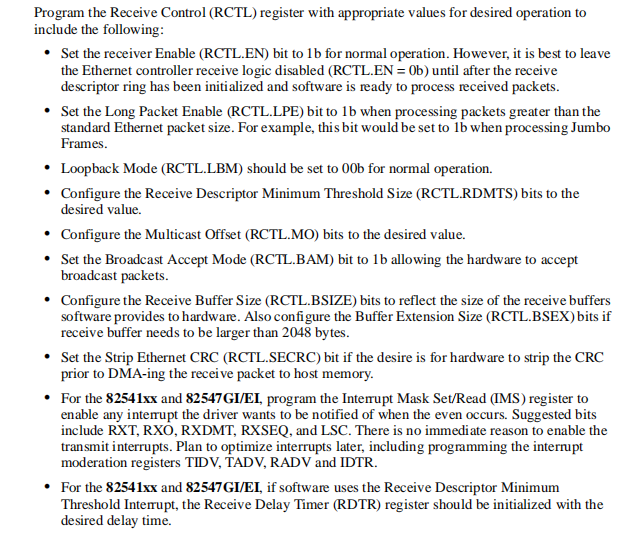 Program the Receive Control (RCTL) register with appropriate values for desired operation to
include the following:
• Set the receiver Enable (RCTL.EN) bit to 1b for normal operation. However, it is best to leave
the Ethernet controller receive logic disabled (RCTL.EN = 0b) until after the receive
descriptor ring has been initialized and software is ready to process received packets.
• Set the Long Packet Enable (RCTL.LPE) bit to 1b when processing packets greater than the
standard Ethernet packet size. For example, this bit would be set to 1b when processing Jumbo
Frames.
• Loopback Mode (RCTL.LBM) should be set to 00b for normal operation.
• Configure the Receive Descriptor Minimum Threshold Size (RCTL.RDMTS) bits to the
desired value.
• Configure the Multicast Offset (RCTL.MO) bits to the desired value.
• Set the Broadcast Accept Mode (RCTL.BAM) bit to 1b allowing the hardware to accept
broadcast packets.
• Configure the Receive Buffer Size (RCTL.BSIZE) bits to reflect the size of the receive buffers
software provides to hardware. Also configure the Buffer Extension Size (RCTL.BSEX) bits if
receive buffer needs to be larger than 2048 bytes.
• Set the Strip Ethernet CRC (RCTL.SECRC) bit if the desire is for hardware to strip the CRC
prior to DMA-ing the receive packet to host memory.
• For the 82541xx and 82547GI/EI, program the Interrupt Mask Set/Read (IMS) register to
enable any interrupt the driver wants to be notified of when the even occurs. Suggested bits
include RXT, RXO, RXDMT, RXSEQ, and LSC. There is no immediate reason to enable the
transmit interrupts. Plan to optimize interrupts later, including programming the interrupt
moderation registers TIDV, TADV, RADV and IDTR.
• For the 82541xx and 82547GI/EI, if software uses the Receive Descriptor Minimum
Threshold Interrupt, the Receive Delay Timer (RDTR) register should be initialized with the
desired delay time.